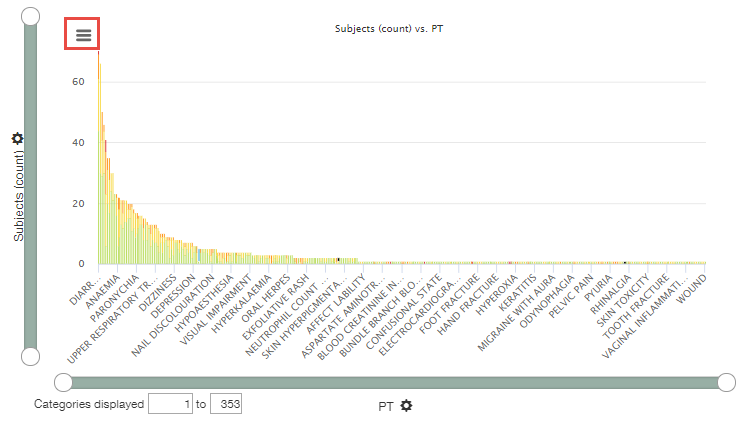 Subjects (count) vs. PT
60
40
20
0
Subjects (count)
DIARR...
ANAEMIA
PARONYCHIA
UPPER RESPIRATORY TR...
DIZZINESS
DEPRESSION
NAIL DISCOLOURATION
HYPOAESTHESIA
VISUAL IMPAIRMENT
HYPERKALAEMIA
ORAL HERPES
EXFOLIATIVE RASH
NEUTROPHIL COUNT ...
SKIN HYPERPIGMENTA...
AFFECT LABILITY
ASPARTATE AMINOTR...
BLOOD CREATININE IN...
BUNDLE BRANCH BLO...
CONFUSIONAL STATE
ELECTROCARDIOGRA...
FOOT FRACTURE
HAND FRACTURE
HYPEROXIA
KERATITIS
MIGRAINE WITH AURA
ODYNOPHAGIA
PELVIC PAIN
PYURIA
RHINALGIA
SKIN TOXICITY
TOOTH FRACTURE
VAGINAL INFLAMMATI...
WOUND
Categories displayed 1 to 353
PT